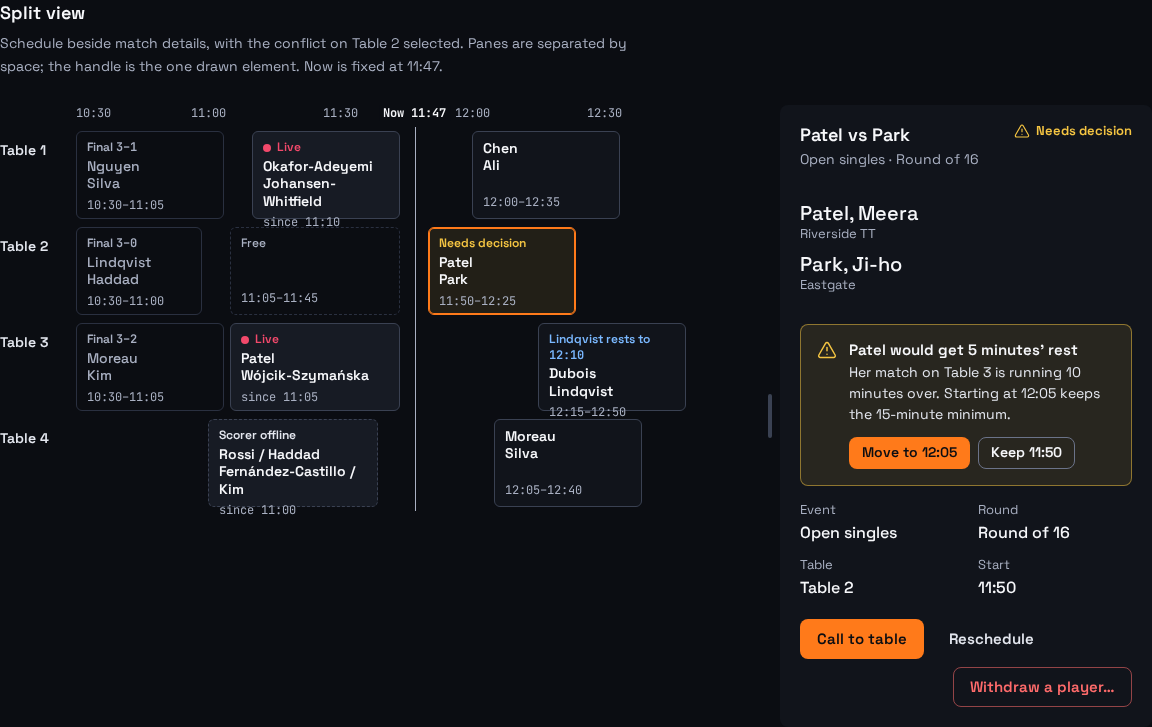 Split view
Schedule beside match details, with the conflict on Table 2 selected. Panes are separated by
space; the handle is the one drawn element. Now is fixed at 11:47.
10:30 11:00 11:30 Now 11:47 12:00 12:30
Table 1
Final 3–1
Nguyen
Silva
10:30–11:05
Live
Okafor-Adeyemi
Johansen-
Whitfield
since 11:10
Chen
Ali
12:00–12:35
Table 2
Final 3–0
Lindqvist
Haddad
10:30–11:00
Free
11:05–11:45
Needs decision
Patel
Park
11:50–12:25
Table 3
Final 3–2
Moreau
Kim
10:30–11:05
Live
Patel
Wójcik-Szymańska
since 11:05
Lindqvist rests to
12:10
Dubois
Lindqvist
12:15–12:50
Table 4
Scorer offline
Rossi / Haddad
Fernández-Castillo /
Kim
since 11:00
Moreau
Silva
12:05–12:40
Patel vs Park
Needs decision
Open singles · Round of 16
Patel, Meera
Riverside TT
Park, Ji-ho
Eastgate
Patel would get 5 minutes’ rest
Her match on Table 3 is running 10
minutes over. Starting at 12:05 keeps
the 15-minute minimum.
Move to 12:05
Keep 11:50
Event Round
Open singles Round of 16
Table Start
Table 2 11:50
Call to table
Reschedule
Withdraw a player…